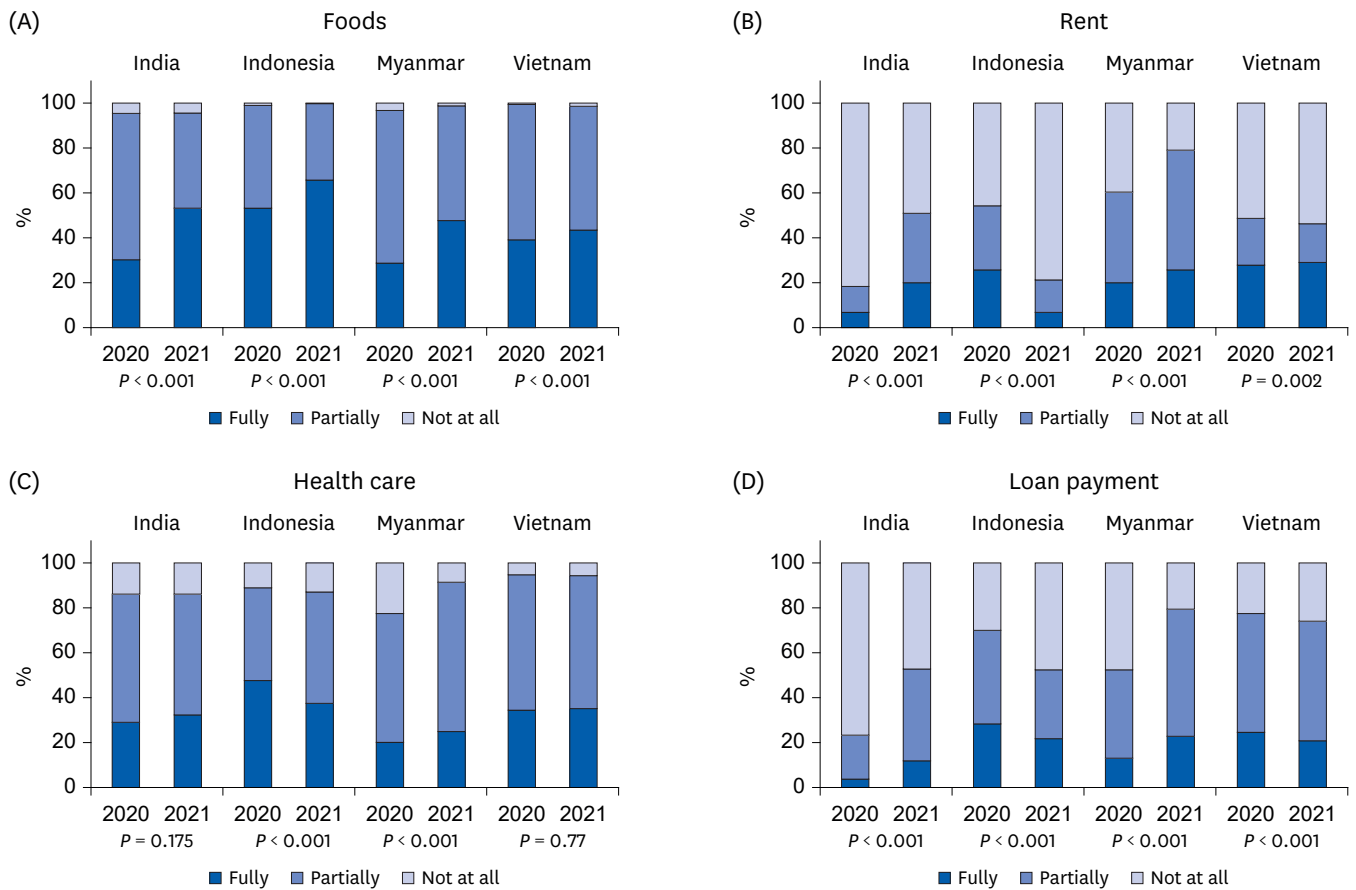 (A)
Foods
India Indonesia Myanmar Vietnam
100
80
60
40
20
0
%
2020 2021 2020 2021 2020 2021 2020 2021
P < 0.001 P < 0.001 P < 0.001 P < 0.001
Fully Partially Not at all
(B)
Rent
India Indonesia Myanmar Vietnam
100
80
60
40
20
0
%
2020 2021 2020 2021 2020 2021 2020 2021
P < 0.001 P < 0.001 P < 0.001 P = 0.002
Fully Partially Not at all
(C)
Health care
India Indonesia Myanmar Vietnam
100
80
60
40
20
0
%
2020 2021 2020 2021 2020 2021 2020 2021
P = 0.175 P < 0.001 P < 0.001 P = 0.77
Fully Partially Not at all
(D)
Loan payment
India Indonesia Myanmar Vietnam
100
80
60
40
20
0
%
2020 2021 2020 2021 2020 2021 2020 2021
P < 0.001 P < 0.001 P < 0.001 P < 0.001
Fully Partially Not at all